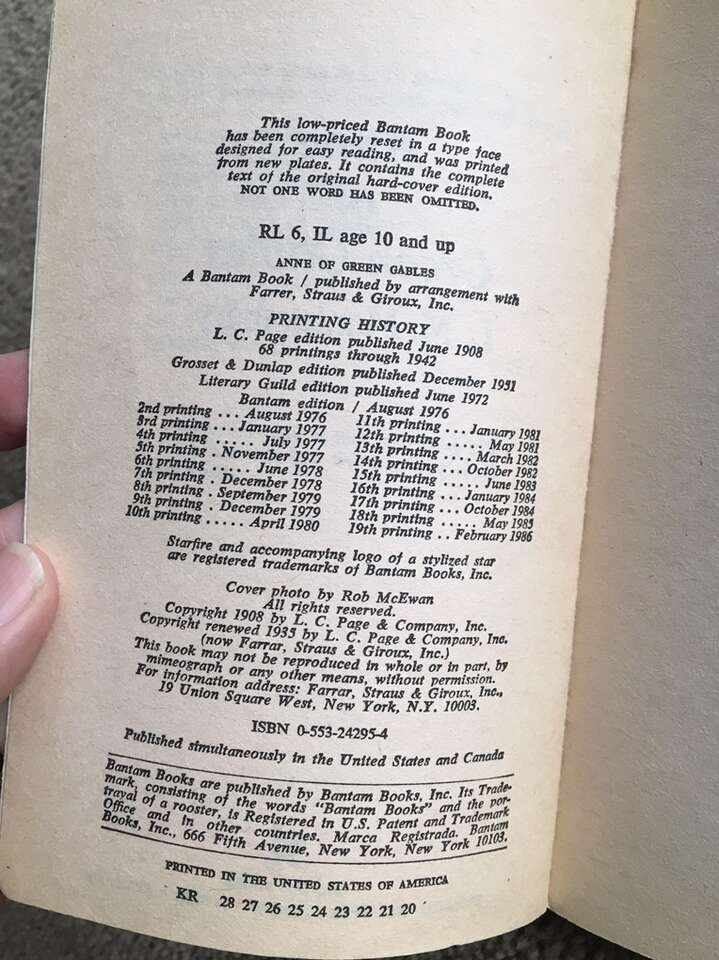 This low-priced Bantam Book
has been completely reset in a type face
designed for easy reading, and was printed
from new plates. It contains the complete
text of the original hard-cover edition.
NOT ONE WORD HAS BEEN OMITTED.
RL 6, IL age 10 and up
ANNE OF GREEN GABLES
A Bantam Book / published by arrangement with
Farrer, Straus & Giroux, Inc.
PRINTING HISTORY
L. C. Page edition published June 1908
68 printings through 1942
Grosset & Dunlap edition published December 1951
Literary Guild edition published June 1972
Bantam edition / August 1976
2nd printing ... August 1976
3rd printing .... January 1977
4th printing ..... July 1977
5th printing . November 1977
6th printing ..... June 1978
7th printing . December 1978
8th printing . September 1979
9th printing . December 1979
10th printing ..... April 1980
11th printing ... January 1981
12th printing ..... May 1981
13th printing .... March 1982
14th printing ... October 1982
15th printing ..... June 1983
16th printing ... January 1984
17th printing ... October 1984
18th printing ..... May 1985
19th printing .. February 1986
Starfire and accompanying logo of a stylized star
are registered trademarks of Bantam Books, Inc.
Cover photo by Rob McEwan
All rights reserved.
Copyright 1908 by L. C. Page & Company, Inc.
Copyright renewed 1935 by L. C. Page & Company, Inc.
(now Farrar, Straus & Giroux, Inc.)
This book may not be reproduced in whole or in part, by
mimeograph or any other means, without permission.
For information address: Farrar, Straus & Giroux, Inc.,
19 Union Square West, New York, N.Y. 10003.
ISBN 0-553-24295-4
Published simultaneously in the United States and Canada
Bantam Books are published by Bantam Books, Inc. Its Trade-
mark, consisting of the words "Bantam Books" and the por-
trayal of a rooster, is Registered in U.S. Patent and Trademark
Office and in other countries. Marca Registrada. Bantam
Books, Inc., 666 Fifth Avenue, New York, New York 10103.
PRINTED IN THE UNITED STATES OF AMERICA
KR 28 27 26 25 24 23 22 21 20